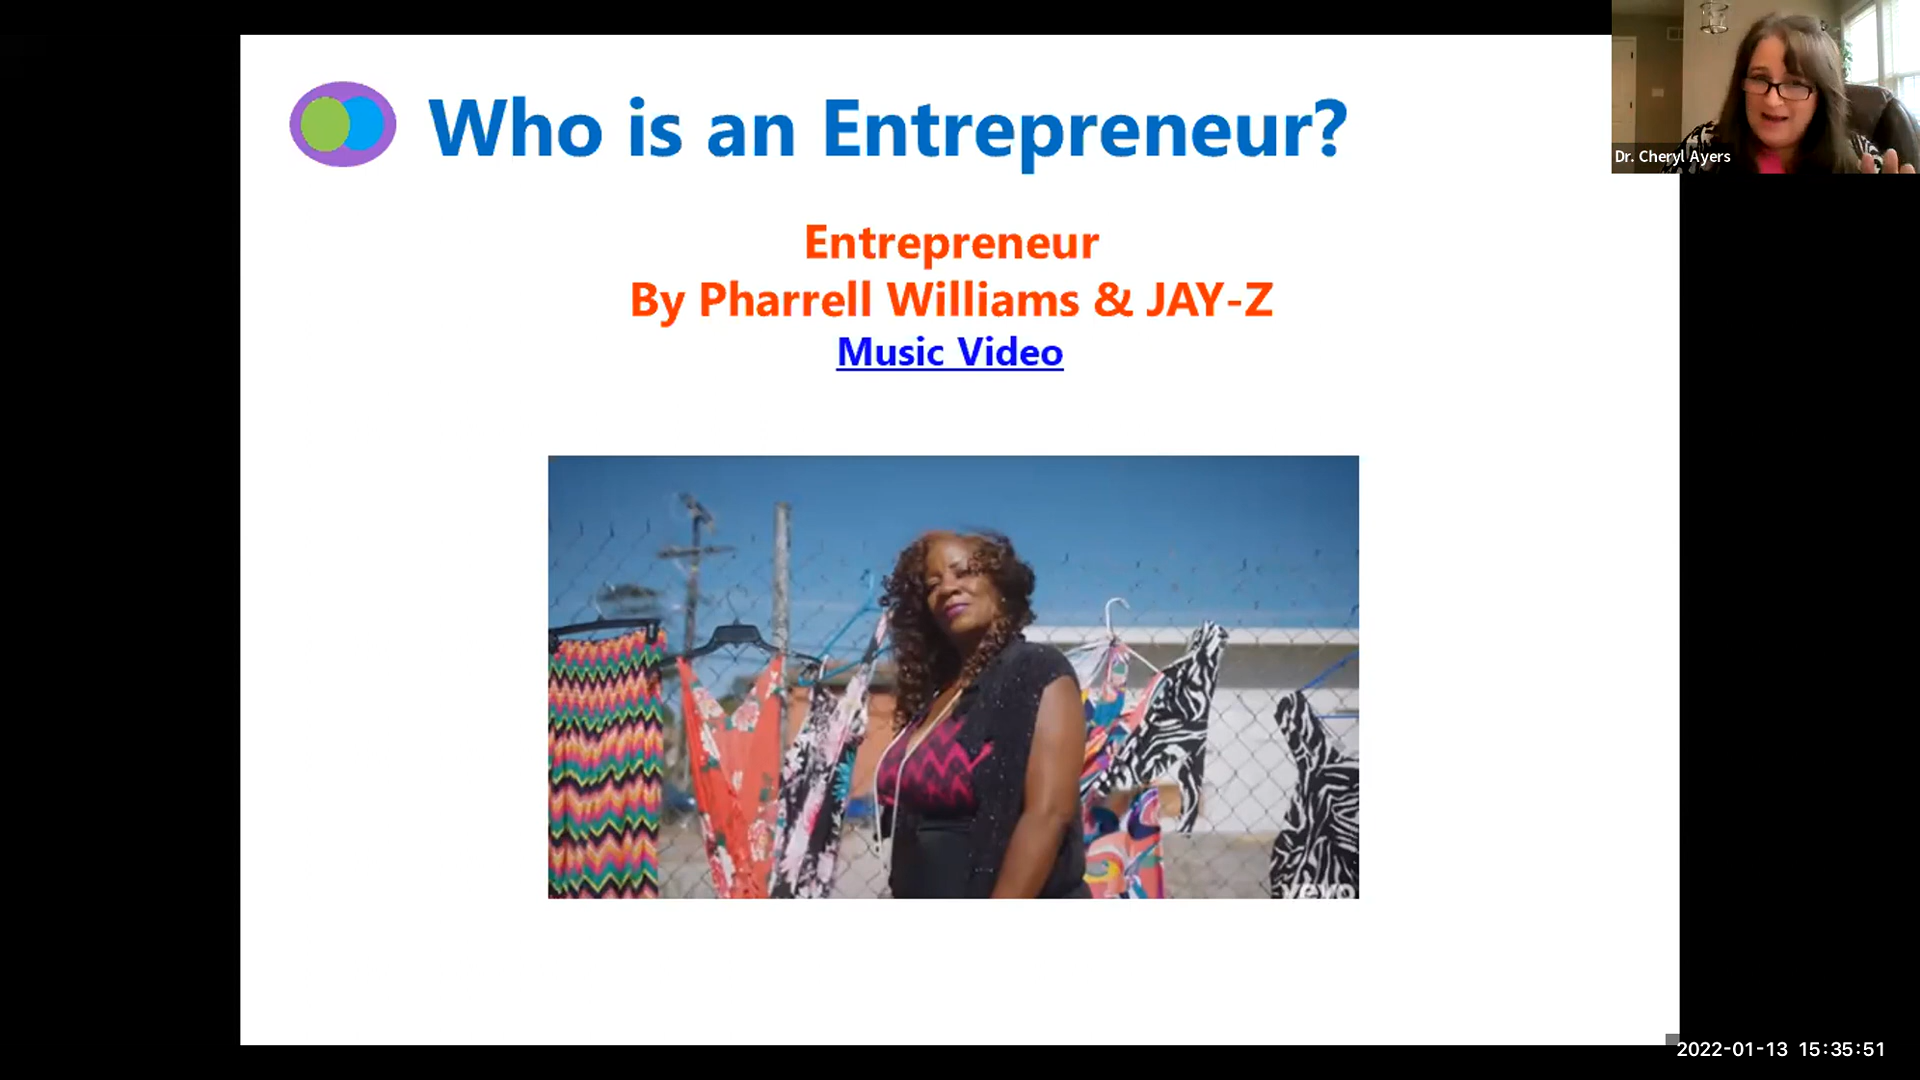 Who is an Entrepreneur?
Dr. Cheryl Ayers
Entrepreneur
By Pharrell Williams & JAY-Z
Music Video
vevo
2022-01-13 15:35:51